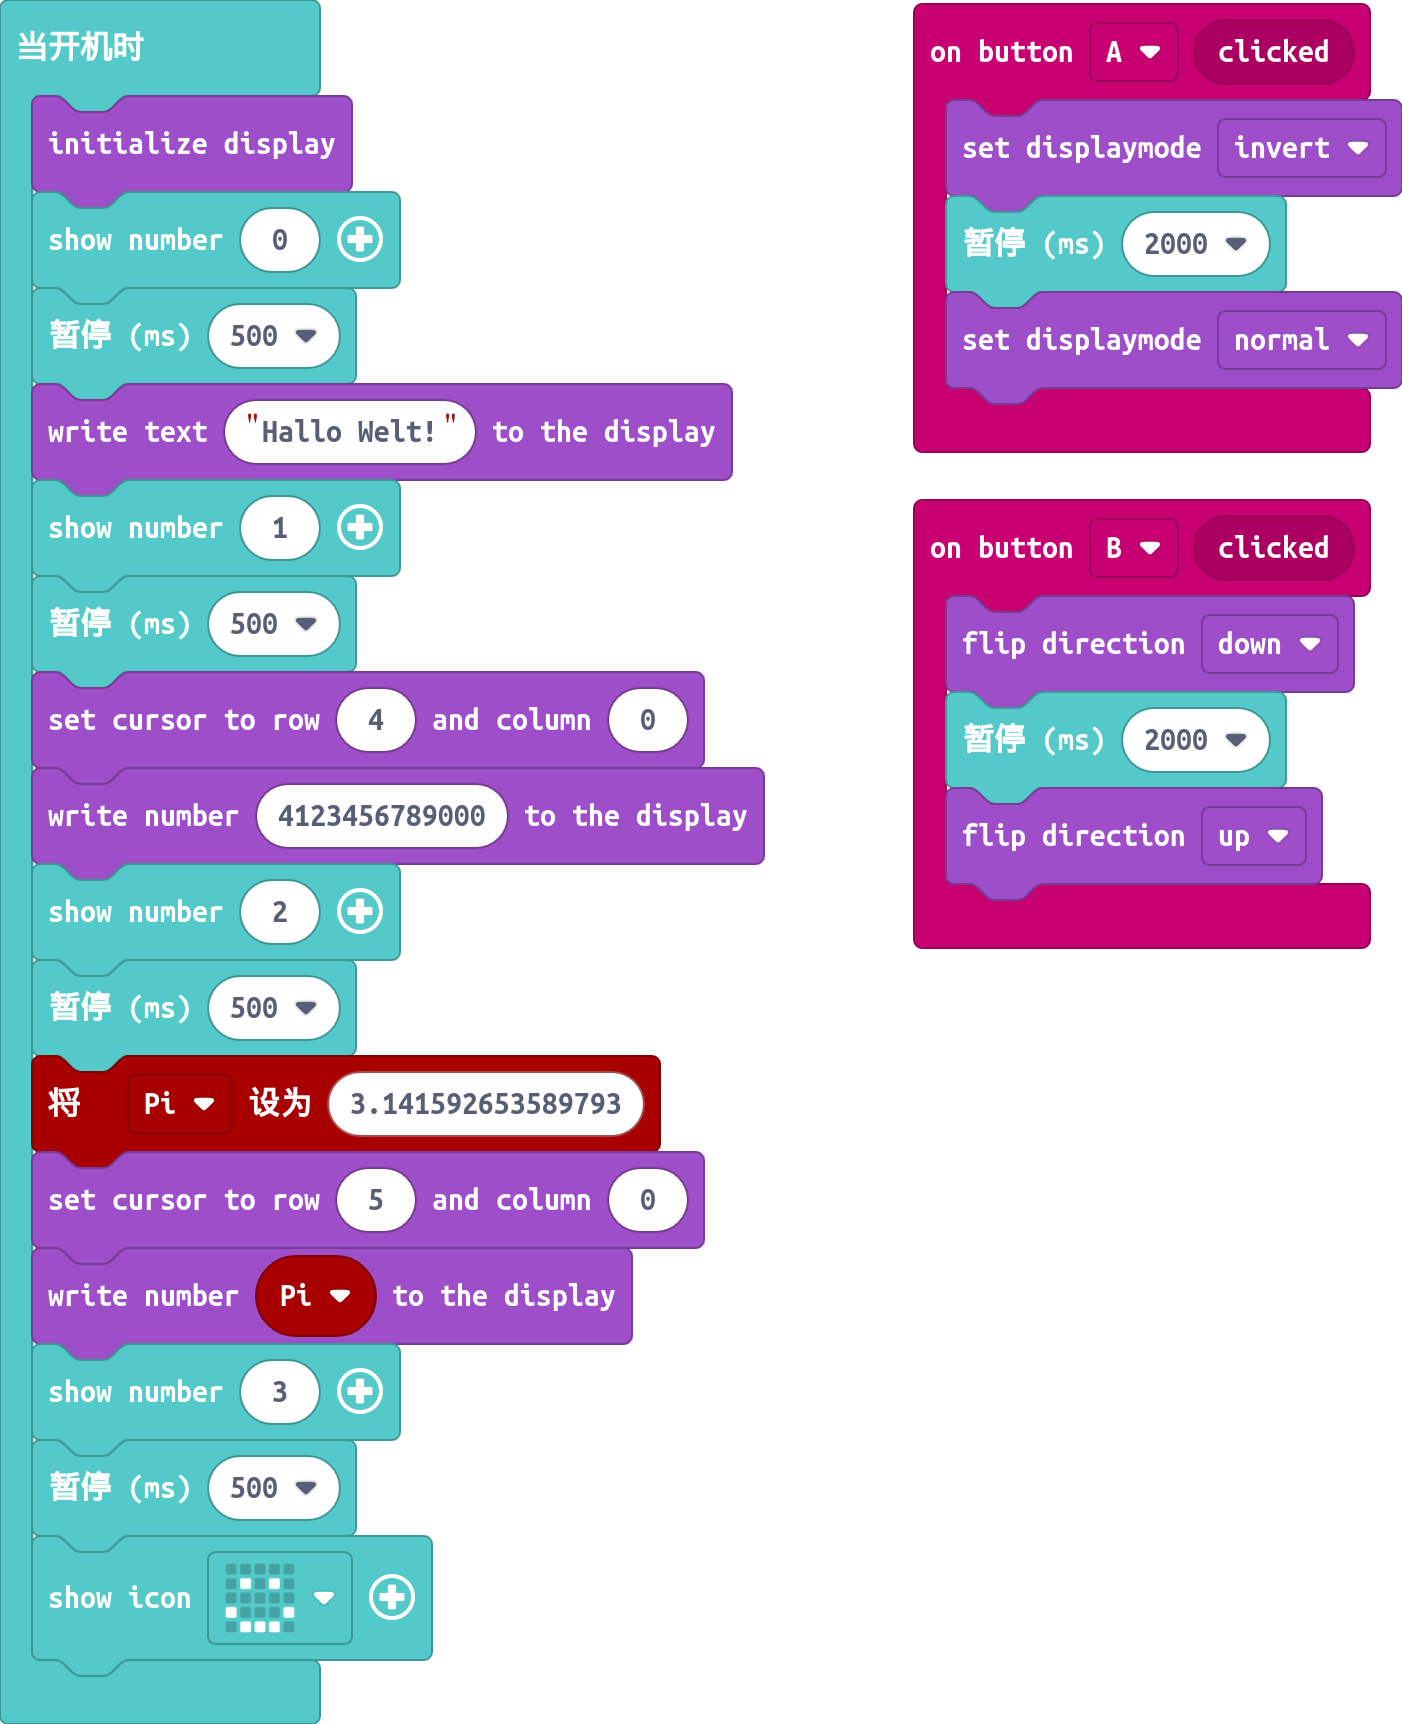 当开机时
initialize display
show number 0
暂停 (ms) 500
write text "Hallo Welt!" to the display
show number 1
暂停 (ms) 500
set cursor to row 4 and column 0
write number 4123456789000 to the display
show number 2
暂停 (ms) 500
将 Pi 设为 3.141592653589793
set cursor to row 5 and column 0
write number Pi to the display
show number 3
暂停 (ms) 500
show icon
on button A clicked
set displaymode invert
暂停 (ms) 2000
set displaymode normal
on button B clicked
flip direction down
暂停 (ms) 2000
flip direction up